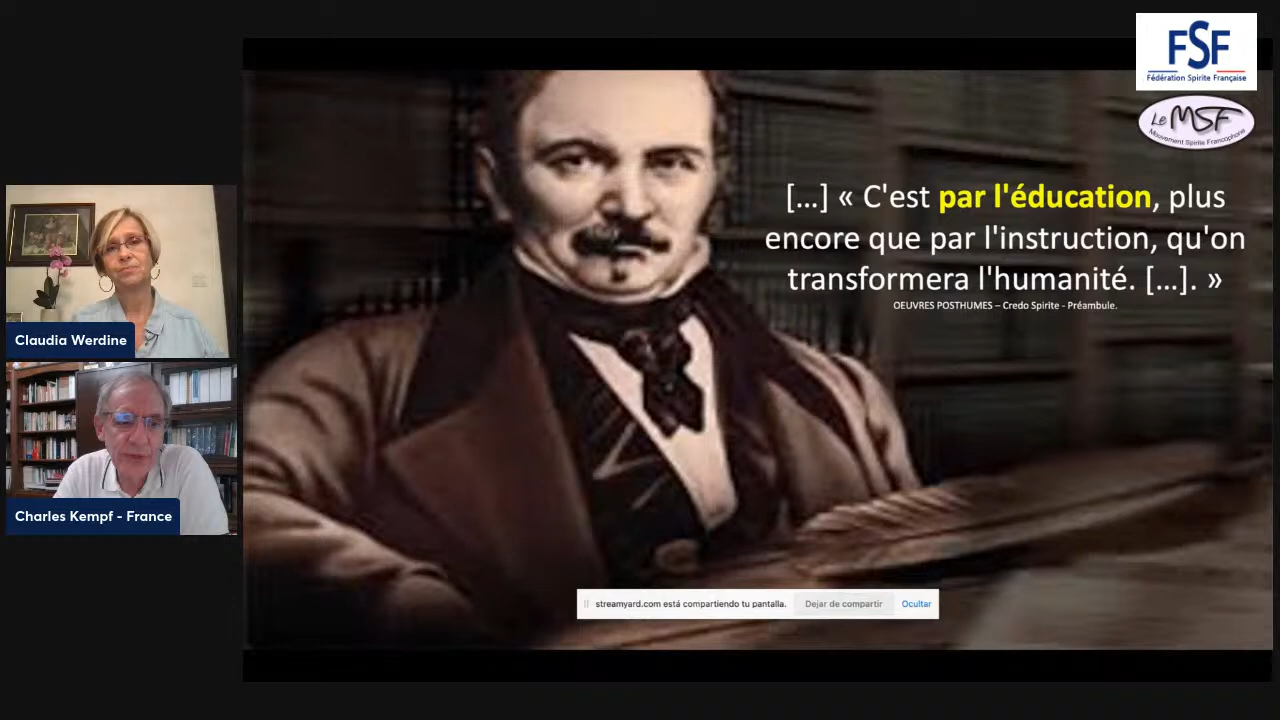 FSF
Fédération Spirite Française
Le MSF
Mouvement Spirite Francophone
[...] « C'est par l'éducation, plus
encore que par l'instruction, qu'on
transformera l'humanité. [...]. »
OEUVRES POSTHUMES – Credo Spirite - Préambule.
Claudia Werdine
Charles Kempf - France
streamyard.com está compartiendo tu pantalla.
Dejar de compartir
Ocultar